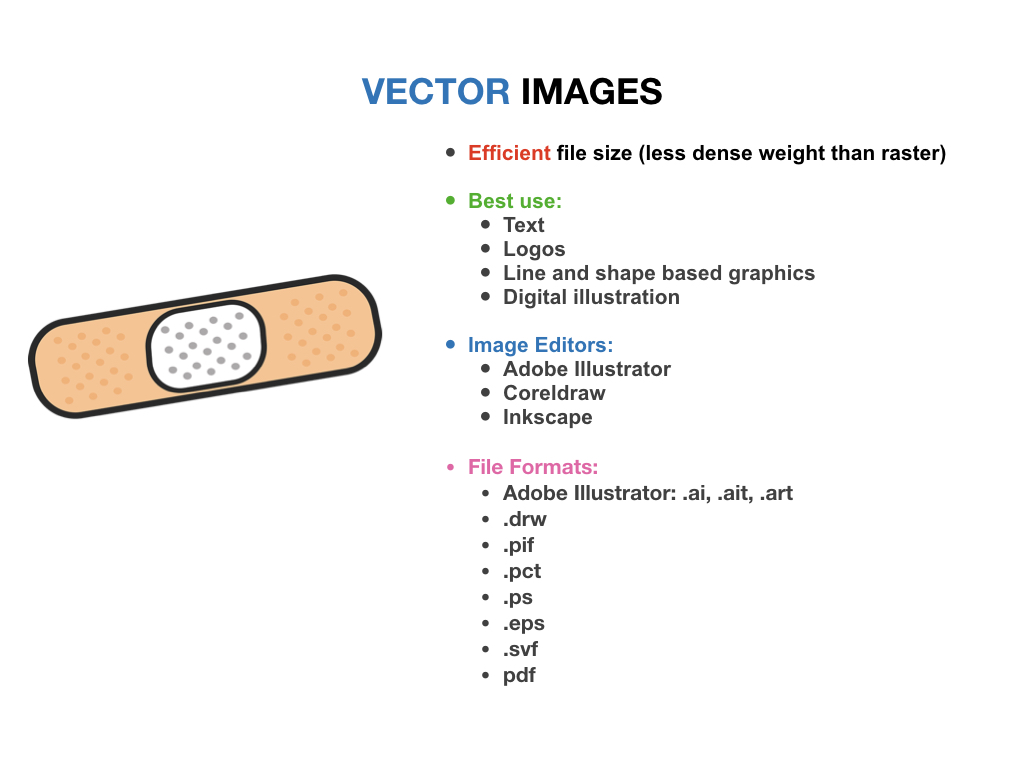 VECTOR IMAGES
• Efficient file size (less dense weight than raster)
• Best use:
• Text
• Logos
• Line and shape based graphics
• Digital illustration
• Image Editors:
• Adobe Illustrator
• Coreldraw
• Inkscape
• File Formats:
• Adobe Illustrator: .ai, .ait, .art
• .drw
• .pif
• .pct
• .ps
• .eps
• .svf
• pdf